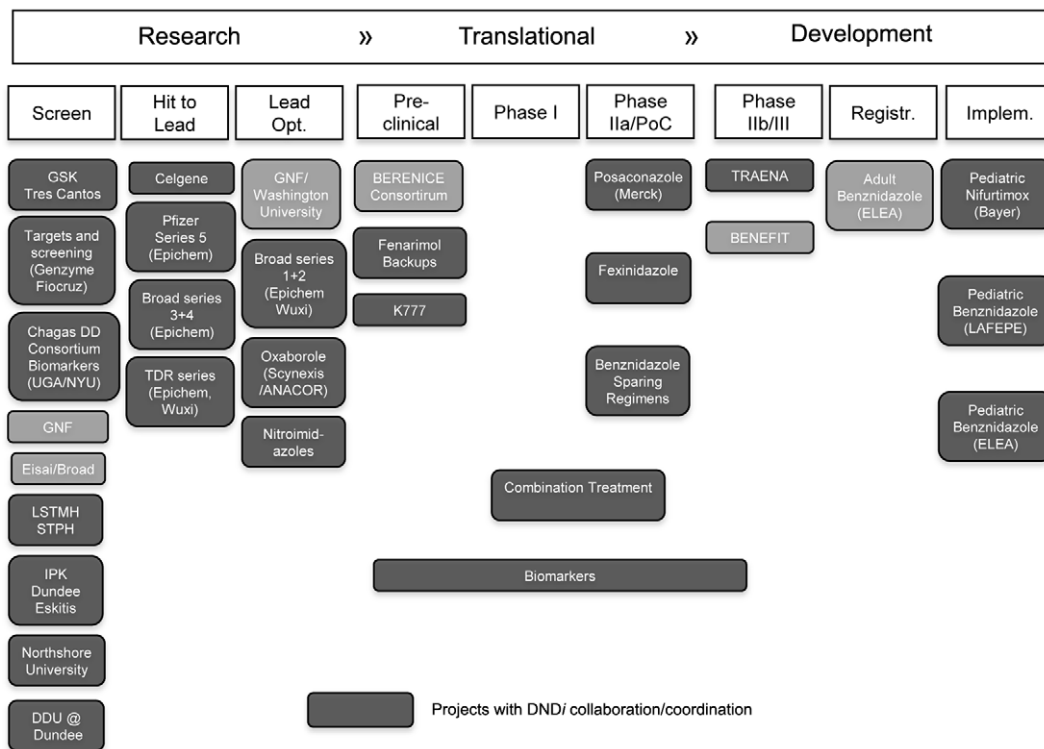 Research » Translational » Development
Screen
Hit to
Lead
Lead
Opt.
Pre-
clinical
Phase I
Phase
IIa/PoC
Phase
IIb/III
Registr.
Implem.
GSK
Tres Cantos
Targets and
screening
(Genzyme
Fiocruz)
Chagas DD
Consortium
Biomarkers
(UGA/NYU)
GNF
Eisai/Broad
LSTMH
STPH
IPK
Dundee
Eskitis
Northshore
University
DDU @
Dundee
Celgene
Pfizer
Series 5
(Epichem)
Broad series
3+4
(Epichem)
TDR series
(Epichem,
Wuxi)
GNF/
Washington
University
Broad series
1+2
(Epichem
Wuxi)
Oxaborole
(Scynexis
/ANACOR)
Nitroimid-
azoles
BERENICE
Consortirum
Fenarimol
Backups
K777
Posaconazole
(Merck)
Fexinidazole
Benznidazole
Sparing
Regimens
Combination Treatment
Biomarkers
TRAENA
BENEFIT
Adult
Benznidazole
(ELEA)
Pediatric
Nifurtimox
(Bayer)
Pediatric
Benznidazole
(LAFEPE)
Pediatric
Benznidazole
(ELEA)
Projects with DNDi collaboration/coordination